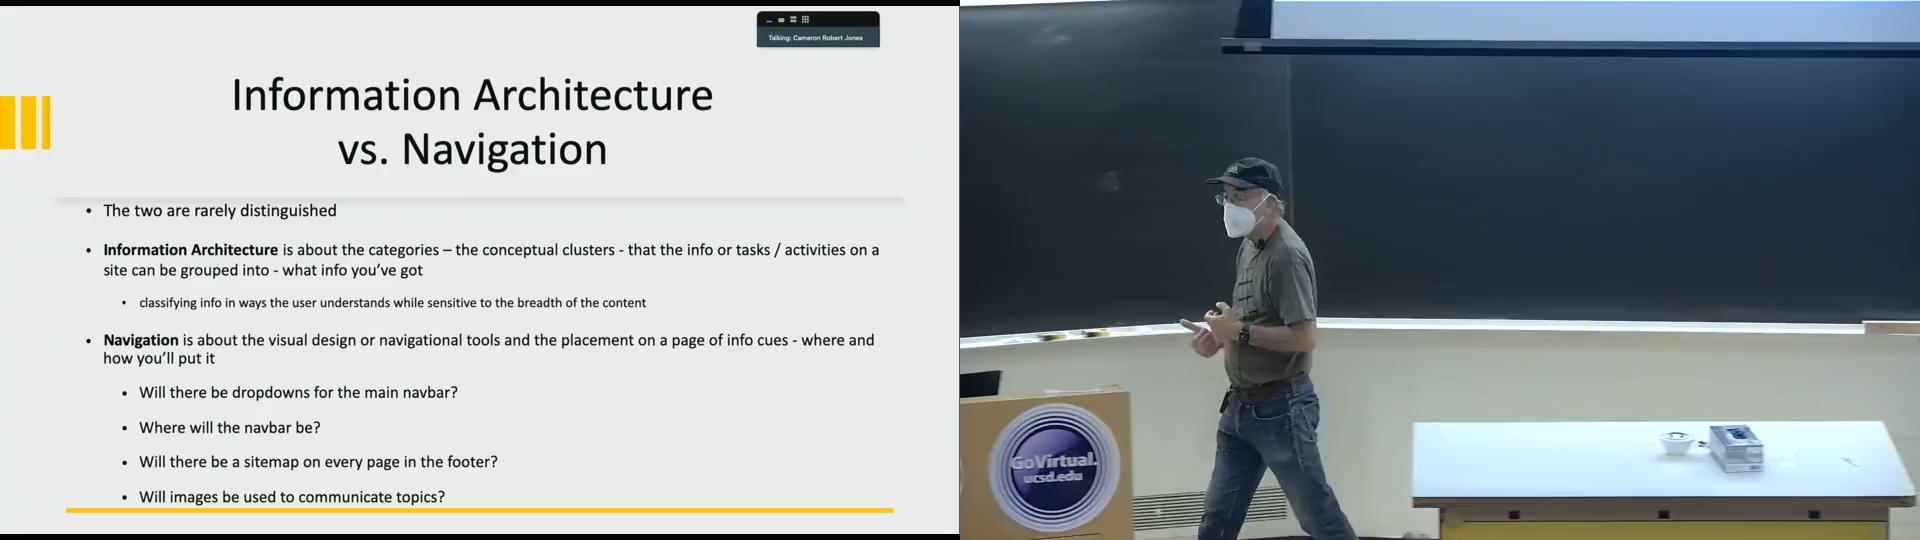 Talking: Cameron Robert Jones
Information Architecture
vs. Navigation
• The two are rarely distinguished
• Information Architecture is about the categories – the conceptual clusters - that the info or tasks / activities on a
site can be grouped into - what info you've got
• classifying info in ways the user understands while sensitive to the breadth of the content
• Navigation is about the visual design or navigational tools and the placement on a page of info cues - where and
how you'll put it
• Will there be dropdowns for the main navbar?
• Where will the navbar be?
• Will there be a sitemap on every page in the footer?
• Will images be used to communicate topics?
GoVirtual.
ucsd.edu